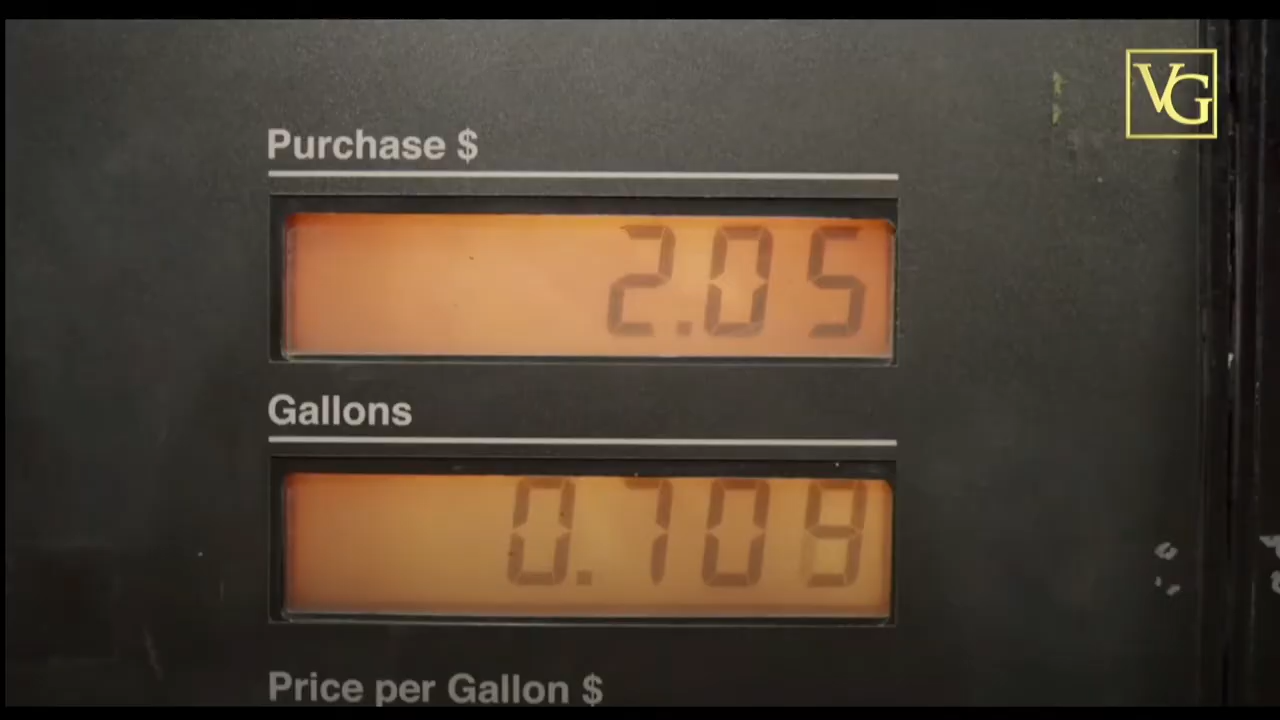 VG
Purchase $
2.05
Gallons
0.709
Price per Gallon $